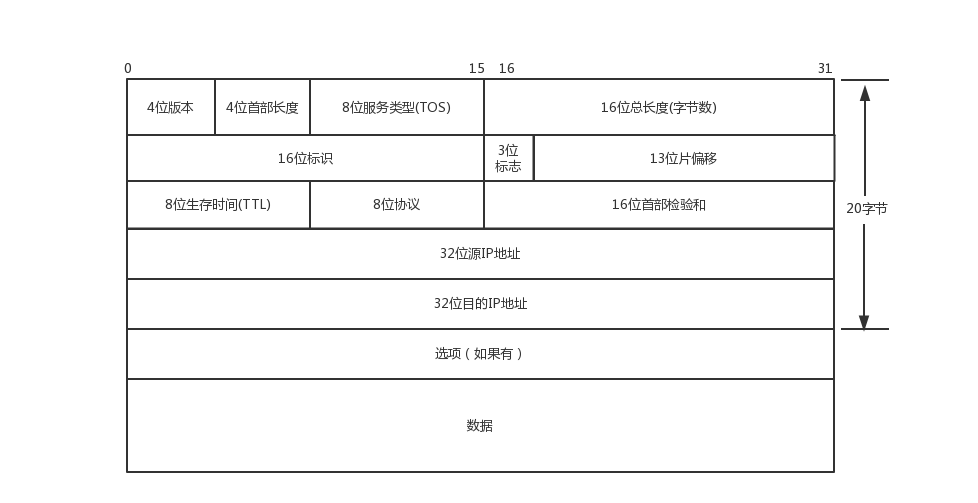 0 15 16 31
4位版本 4位首部长度 8位服务类型(TOS) 16位总长度(字节数)
16位标识 3位 13位片偏移
标志
8位生存时间(TTL) 8位协议 16位首部检验和
20字节
32位源IP地址
32位目的IP地址
选项（如果有）
数据